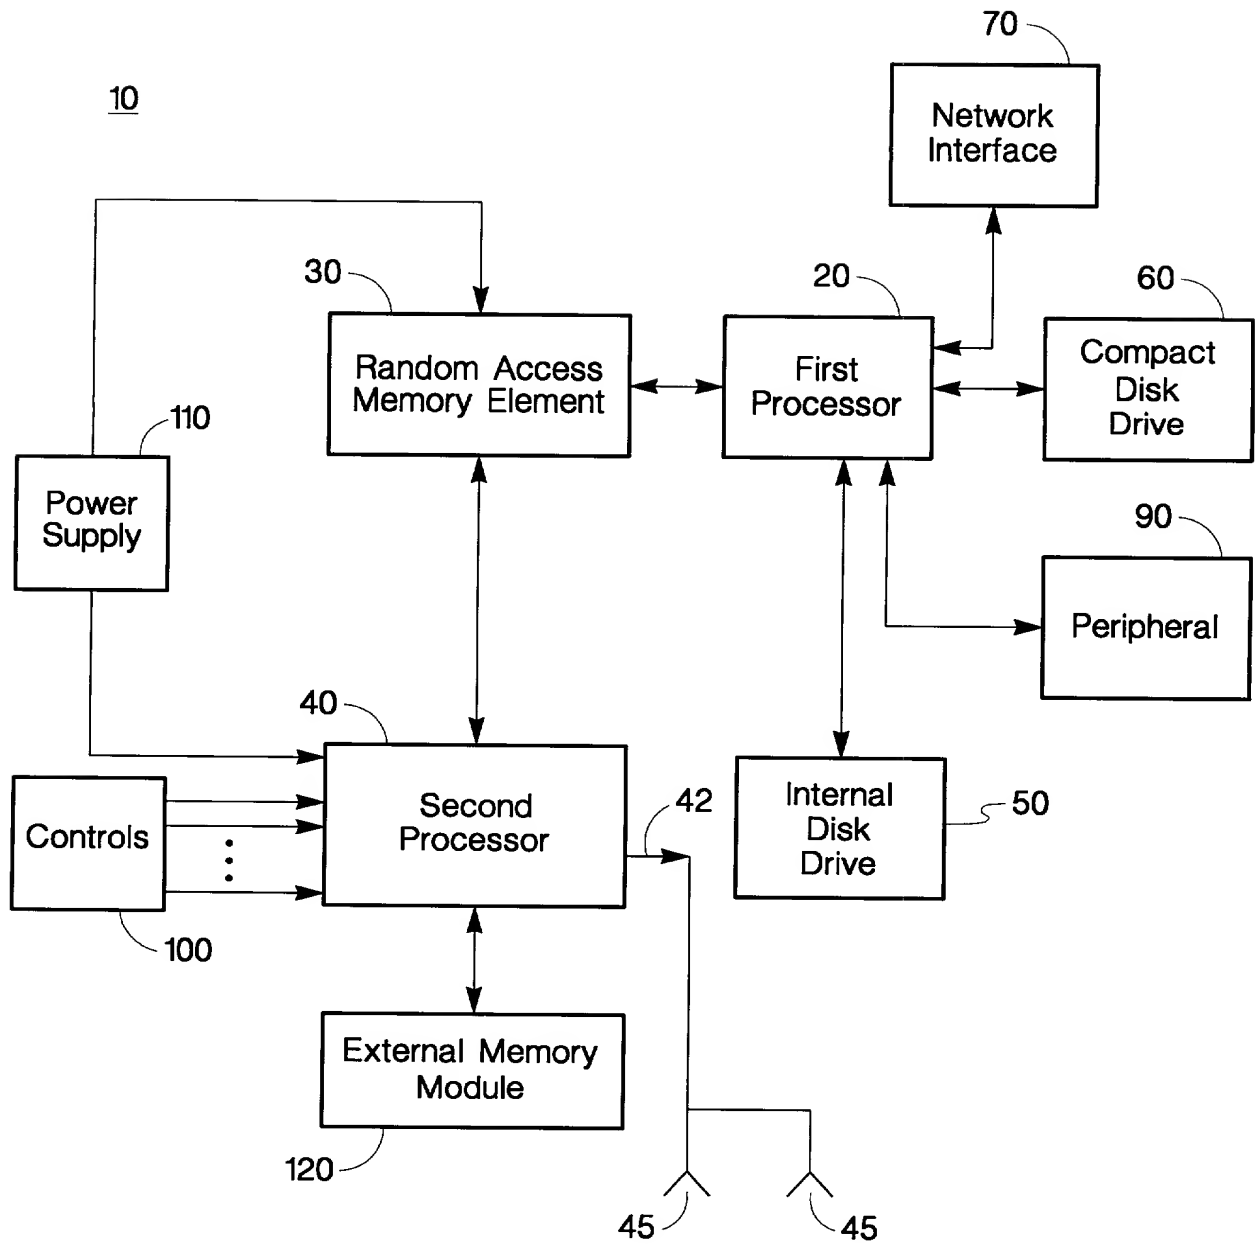 70
10
Network
Interface
30
20
60
Random Access
Memory Element
First
Processor
Compact
Disk
Drive
110
Power
Supply
90
Peripheral
40
Controls
Second
Processor
42
Internal
Disk
Drive
50
100
External Memory
Module
120
45
45